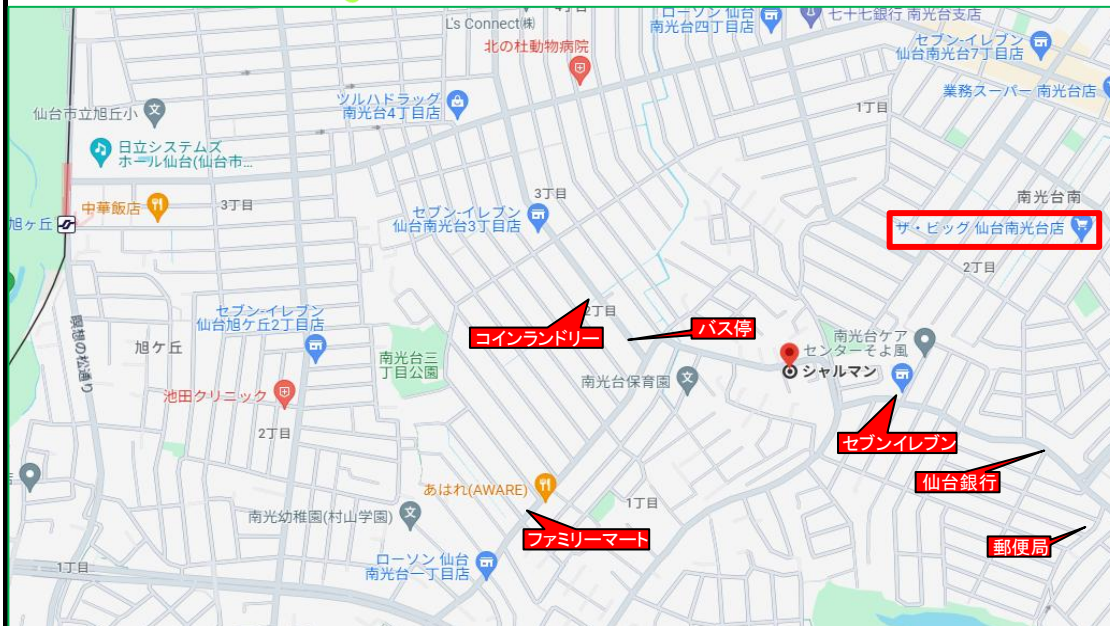 L's Connect㈱
4丁目
ローソン 仙台
南光台四丁目店
七十七銀行 南光台支店
北の杜動物病院
セブン-イレブン
仙台南光台7丁目店
業務スーパー 南光台店
仙台市立旭丘小
ツルハドラッグ
南光台4丁目店
1丁目
日立システムズ
ホール仙台(仙台市...
中華飯店
3丁目
旭ヶ丘
セブン-イレブン
仙台南光台3丁目店
3丁目
南光台南
ザ・ビッグ 仙台南光台店
2丁目
セブン-イレブン
仙台旭ケ丘2丁目店
2丁目
コインランドリー
バス停
瞑想の松通り
旭ケ丘
南光台三
丁目公園
南光台ケア
センターそよ風
シャルマン
南光台保育園
池田クリニック
2丁目
セブンイレブン
仙台銀行
あはれ(AWARE)
1丁目
南光幼稚園(村山学園)
ファミリーマート
郵便局
ローソン 仙台
南光台一丁目店
1丁目